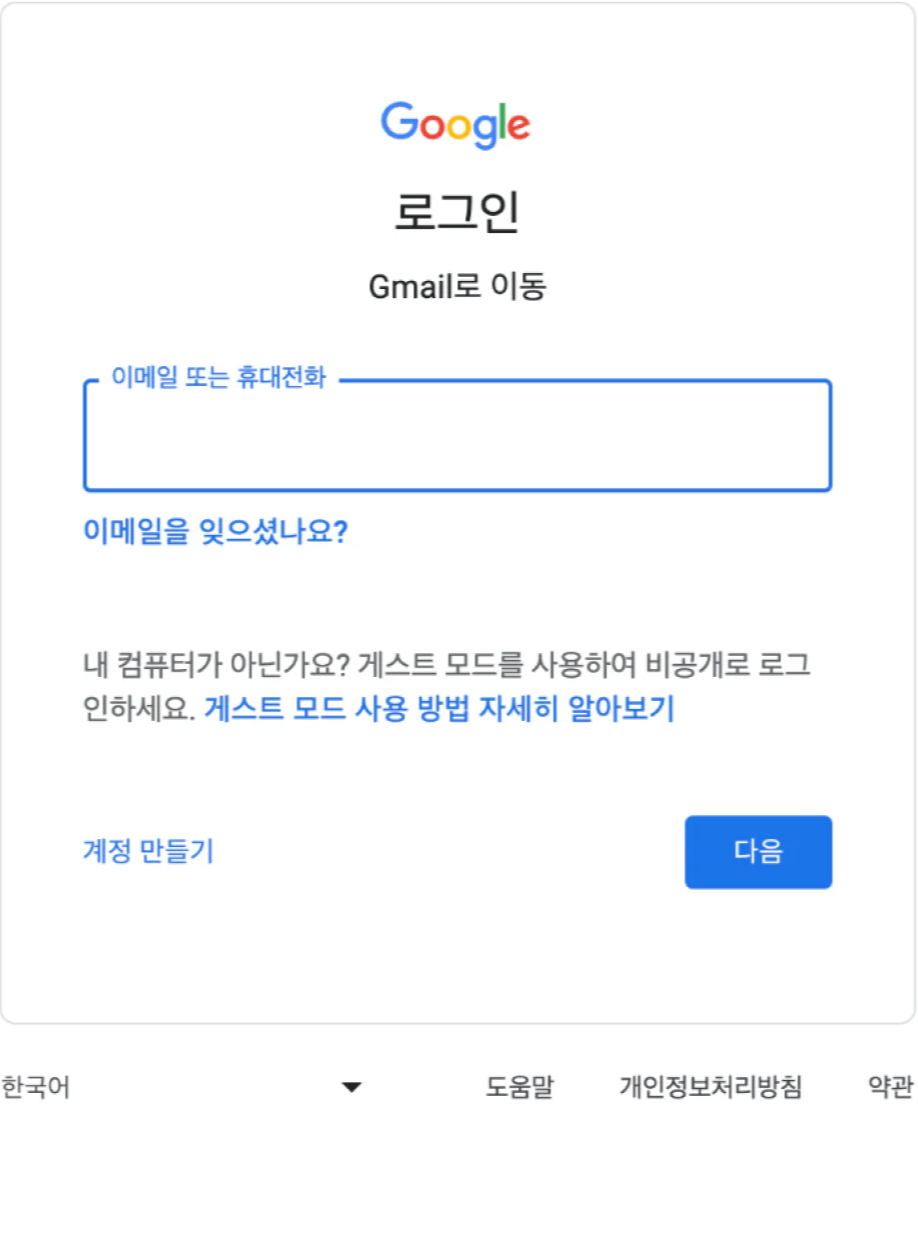 Google
로그인
Gmail로 이동
이메일 또는 휴대전화
이메일을 잊으셨나요?
내 컴퓨터가 아닌가요? 게스트 모드를 사용하여 비공개로 로그
인하세요. 게스트 모드 사용 방법 자세히 알아보기
계정 만들기 다음
한국어 도움말 개인정보처리방침 약관